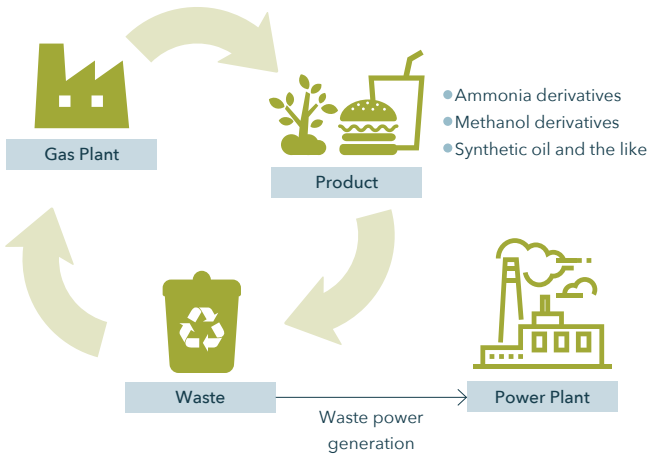 Gas Plant
Product
Ammonia derivatives
Methanol derivatives
Synthetic oil and the like
Waste
Waste power
generation
Power Plant